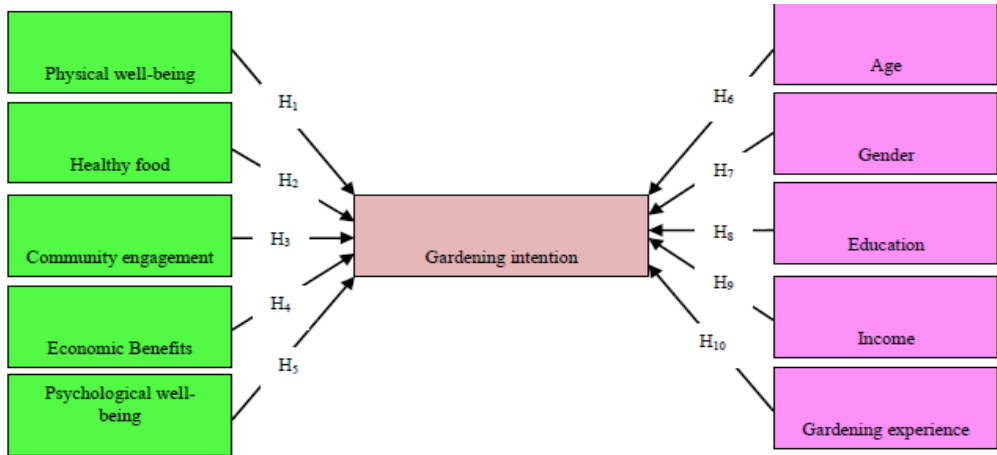 Physical well-being
Healthy food
Community engagement
Economic Benefits
Psychological well-
being
H₁
H₂
H₃
H₄
H₅
Gardening intention
H₆
H₇
H₈
H₉
H₁₀
Age
Gender
Education
Income
Gardening experience